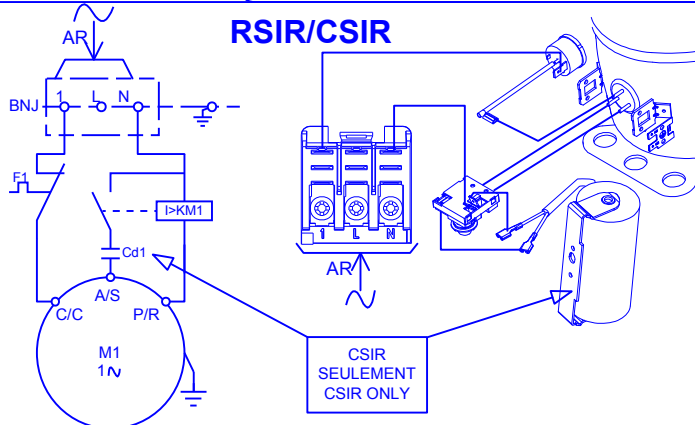 RSIR/CSIR
AR
BNJ 1 L N
F1
I>KM1
Cd1
A/S
C/C P/R
M1
1
1 L N
AR
CSIR
SEULEMENT
CSIR ONLY